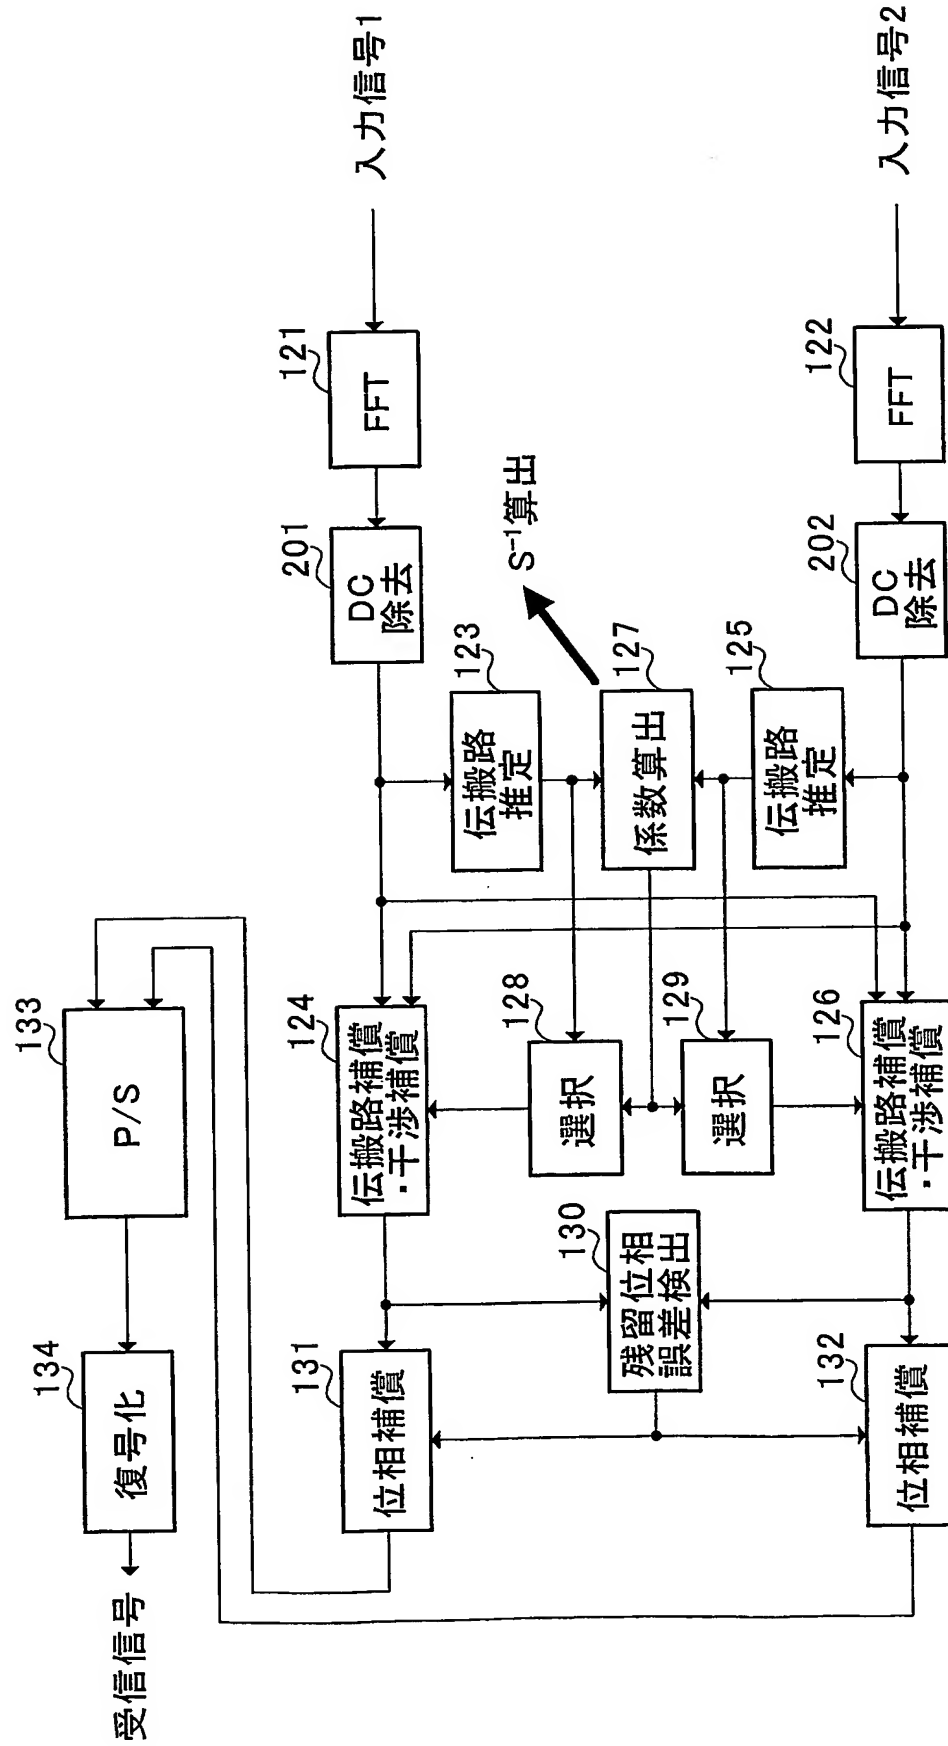 受信信号
134
復号化
133
P/S
131
位相補償
124
伝搬路補償
・干渉補償
201
DC
除去
121
FFT
入力信号1
130
残留位相
誤差検出
128
選択
129
選択
123
伝搬路
推定
127
係数算出
S⁻¹算出
125
伝搬路
推定
132
位相補償
126
伝搬路補償
・干渉補償
202
DC
除去
122
FFT
入力信号2